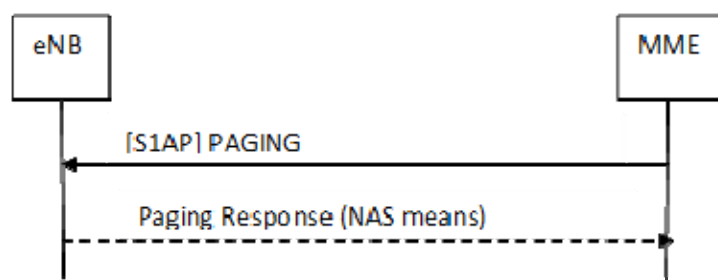 eNB
MME
[S1AP] PAGING
Paging Response (NAS means)